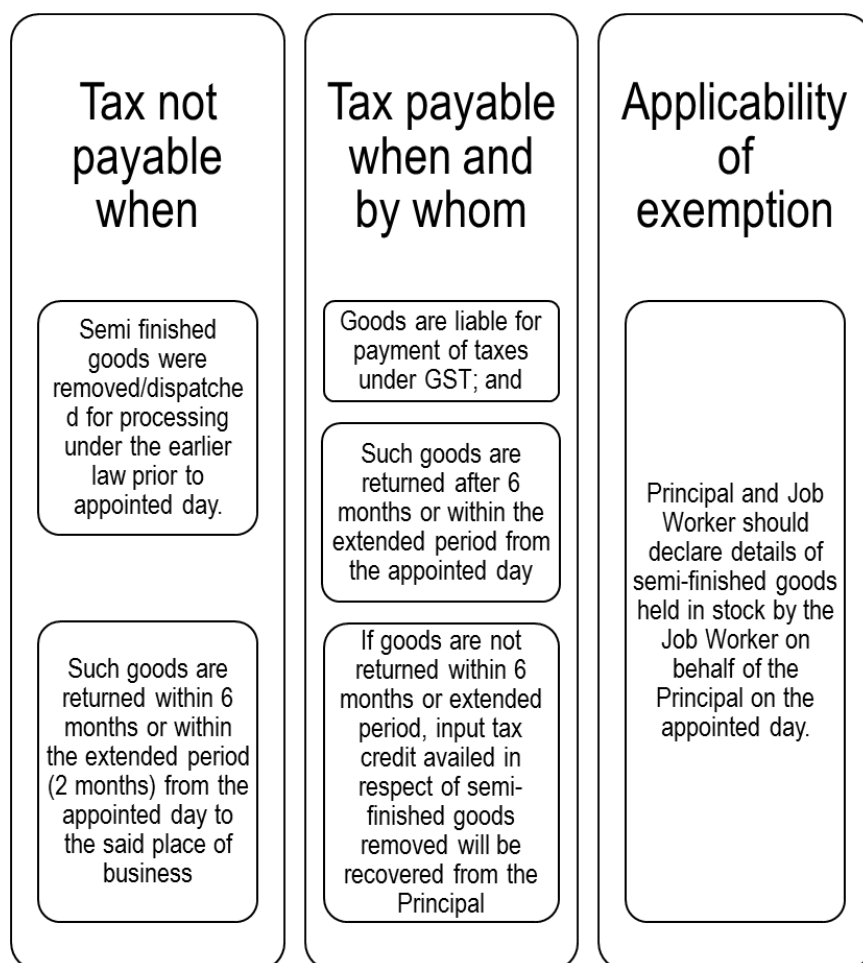 Tax not
payable
when
Semi finished
goods were
removed/dispatche
d for processing
under the earlier
law prior to
appointed day.
Such goods are
returned within 6
months or within
the extended period
(2 months) from the
appointed day to
the said place of
business
Tax payable
when and
by whom
Goods are liable for
payment of taxes
under GST; and
Such goods are
returned after 6
months or within the
extended period from
the appointed day
If goods are not
returned within 6
months or extended
period, input tax
credit availed in
respect of semi-
finished goods
removed will be
recovered from the
Principal
Applicability
of
exemption
Principal and Job
Worker should
declare details of
semi-finished goods
held in stock by the
Job Worker on
behalf of the
Principal on the
appointed day.